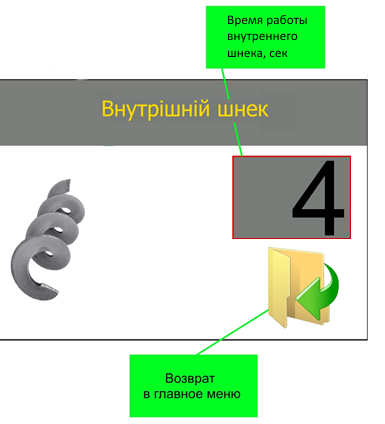 Время работы
внутреннего
шнека, сек
Внутрішній шнек
4
Возврат
в главное меню